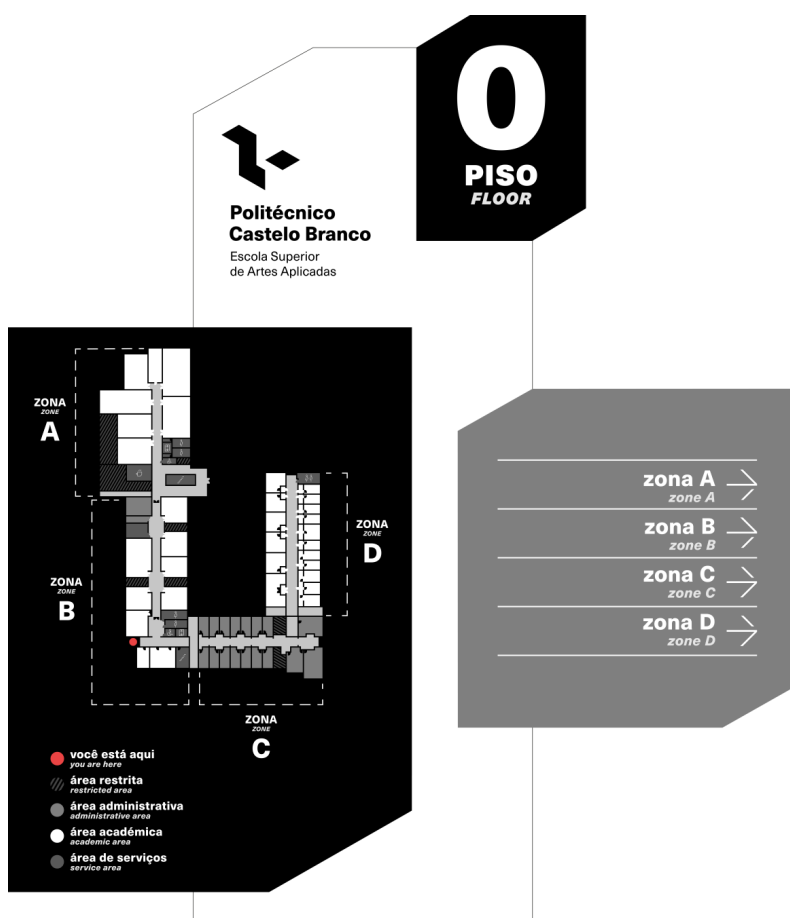 0
PISO
FLOOR
Politécnico
Castelo Branco
Escola Superior
de Artes Aplicadas
ZONA
ZONE
A
ZONA
ZONE
B
ZONA
ZONE
D
ZONA
ZONE
C
você está aqui
you are here
área restrita
restricted area
área administrativa
administrative area
área académica
academic area
área de serviços
service area
zona A
zone A
zona B
zone B
zona C
zone C
zona D
zone D